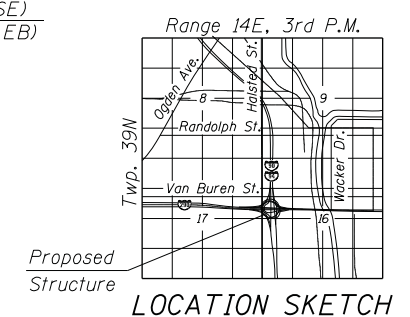 SE)
EB)
Range 14E, 3rd P.M.
Twp. 39N
Ogden Ave.
Halsted St.
8
9
Randolph St.
Wacker Dr.
Van Buren St.
17
16
Proposed
Structure
LOCATION SKETCH